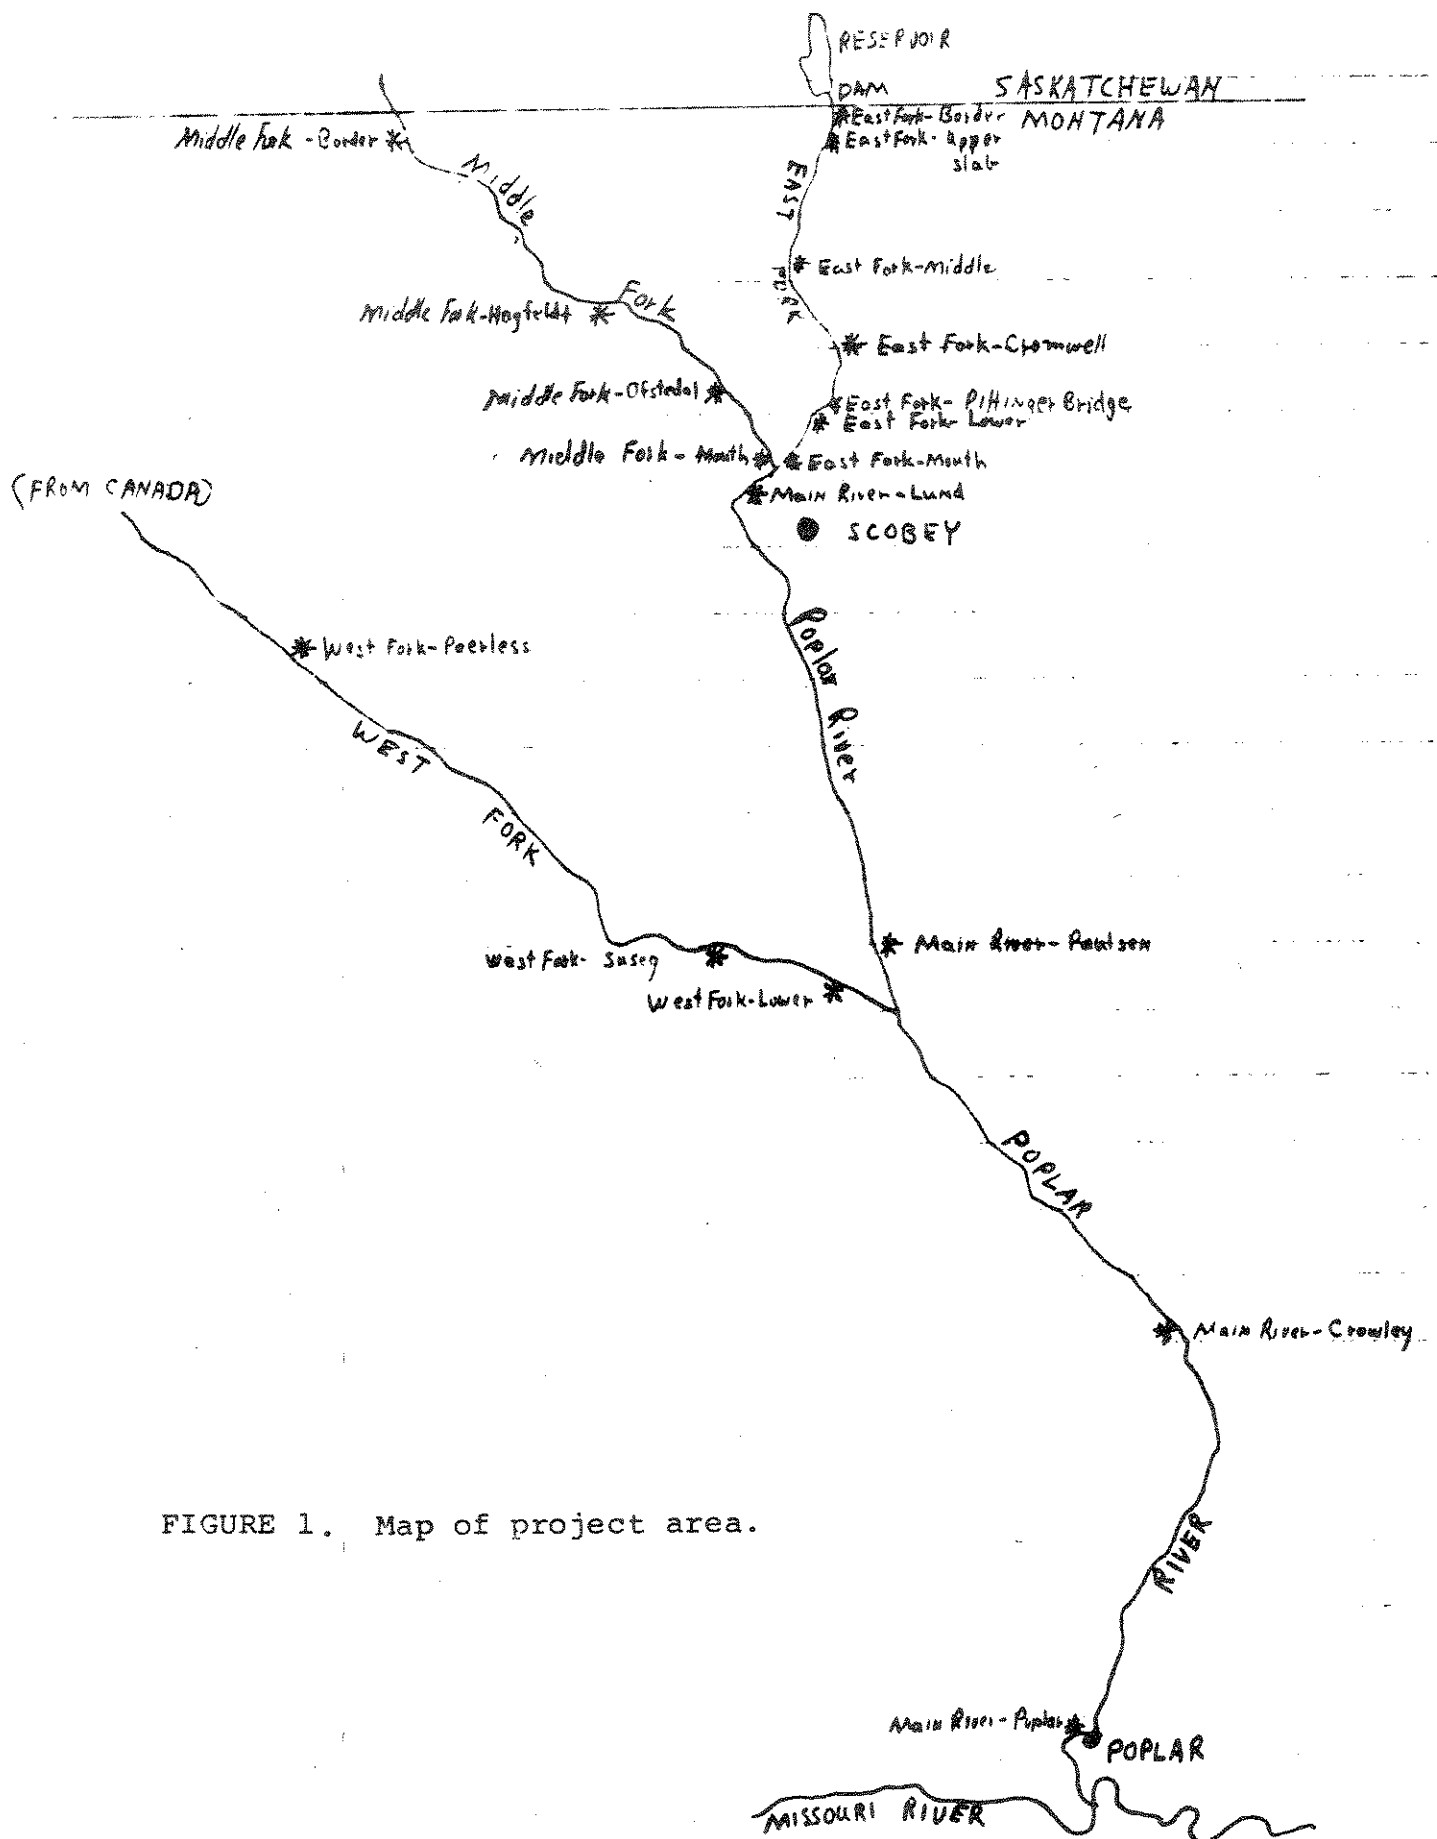 RESERVOIR
DAM
SASKATCHEWAN
East Fork-Border
MONTANA
Middle Fork-Border
East Fork-Upper
slab
EAST
Middle
East Fork-Middle
FORK
Fork
Middle Fork-Hagfeldt
East Fork-Cromwell
Middle Fork-Ofstedal
East Fork- Bridge
East Fork-Lower
Middle Fork-Mouth
East Fork-Mouth
(FROM CANADA)
Main River-Lund
SCOBEY
Poplar River
West Fork-Peerless
WEST
FORK
Main River-Paulsen
West Fork-Susag
West Fork-Lower
POPLAR
Main River-Crowley
FIGURE 1. Map of project area.
RIVER
Main River-Poplar
POPLAR
MISSOURI RIVER